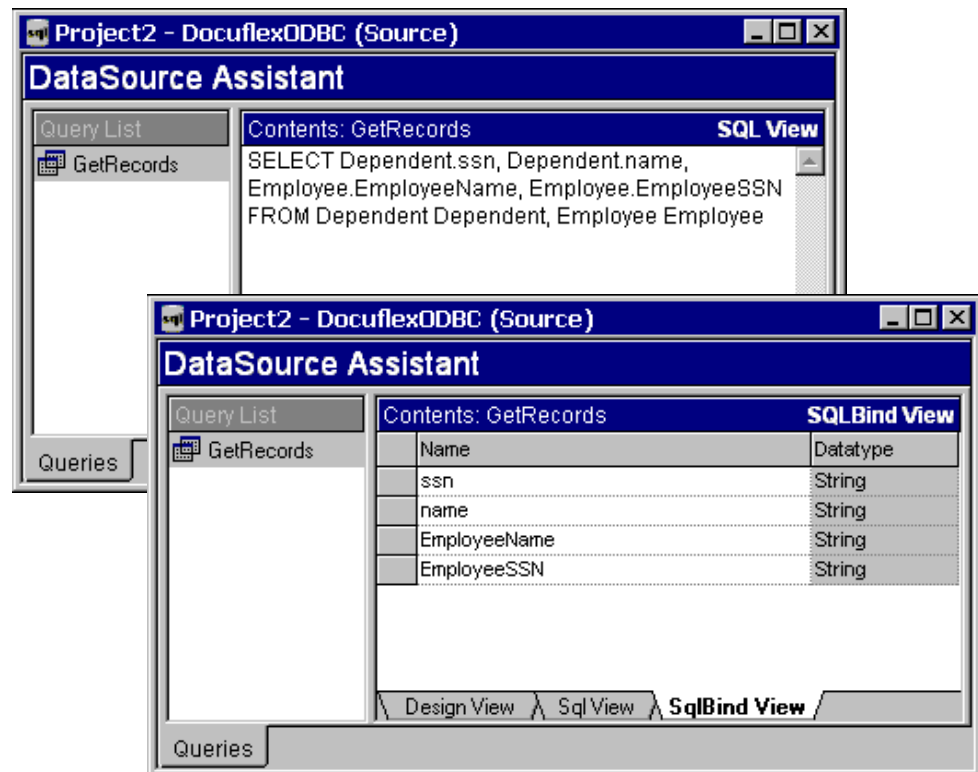 Project2 - DocuflexODBC (Source)
DataSource Assistant
Query List
GetRecords
Contents: GetRecords SQL View
SELECT Dependent.ssn, Dependent.name,
Employee.EmployeeName, Employee.EmployeeSSN
FROM Dependent Dependent, Employee Employee
Queries
Project2 - DocuflexODBC (Source)
DataSource Assistant
Query List
GetRecords
Contents: GetRecords SQLBind View
Name Datatype
ssn String
name String
EmployeeName String
EmployeeSSN String
Design View Sql View SqlBind View
Queries